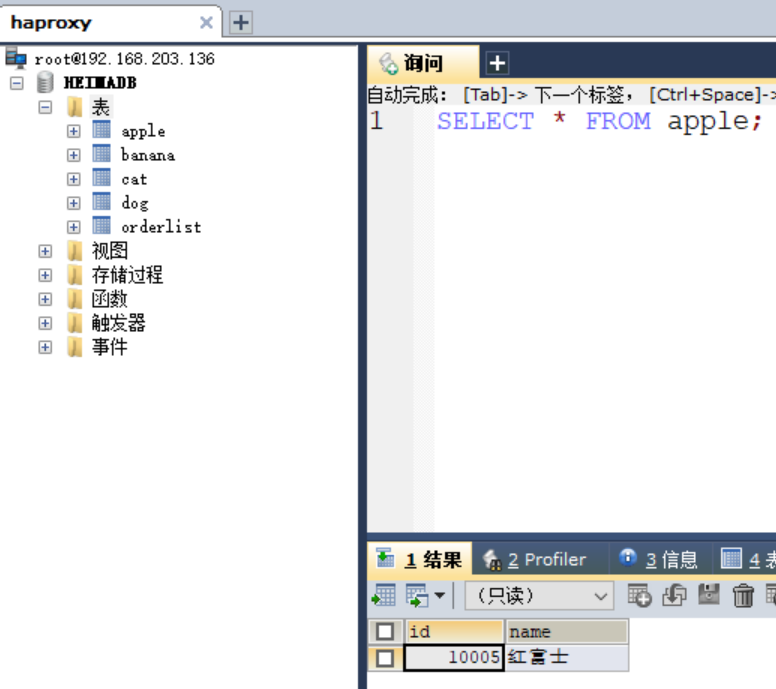 haproxy
root@192.168.203.136
HEIMADB
表
apple
banana
cat
dog
orderlist
视图
存储过程
函数
触发器
事件
询问
自动完成： [Tab]-> 下一个标签， [Ctrl+Space]->
1 SELECT * FROM apple;
1 结果 2 Profiler 3 信息 4 表
（只读）
id name
10005 红富士